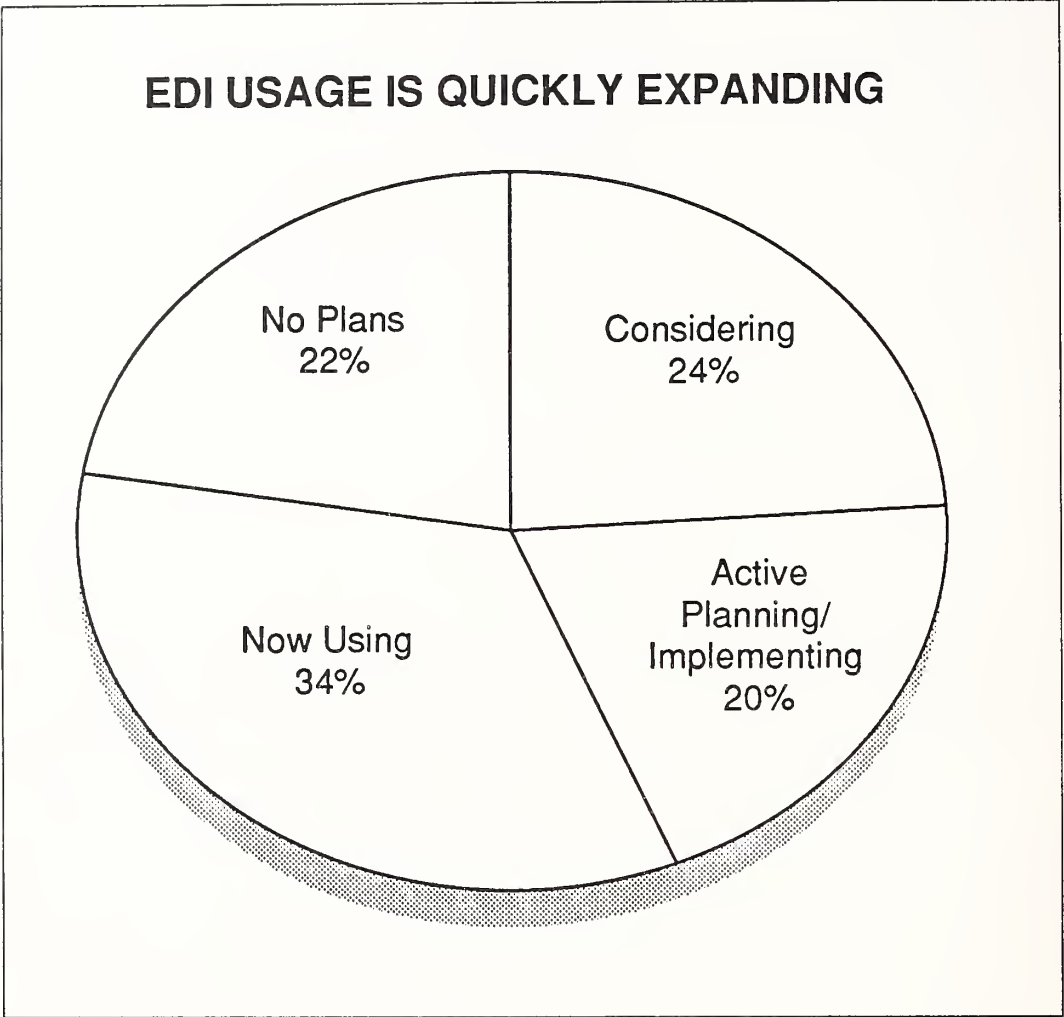 EDI USAGE IS QUICKLY EXPANDING
No Plans
22%
Considering
24%
Active
Planning/
Implementing
20%
Now Using
34%